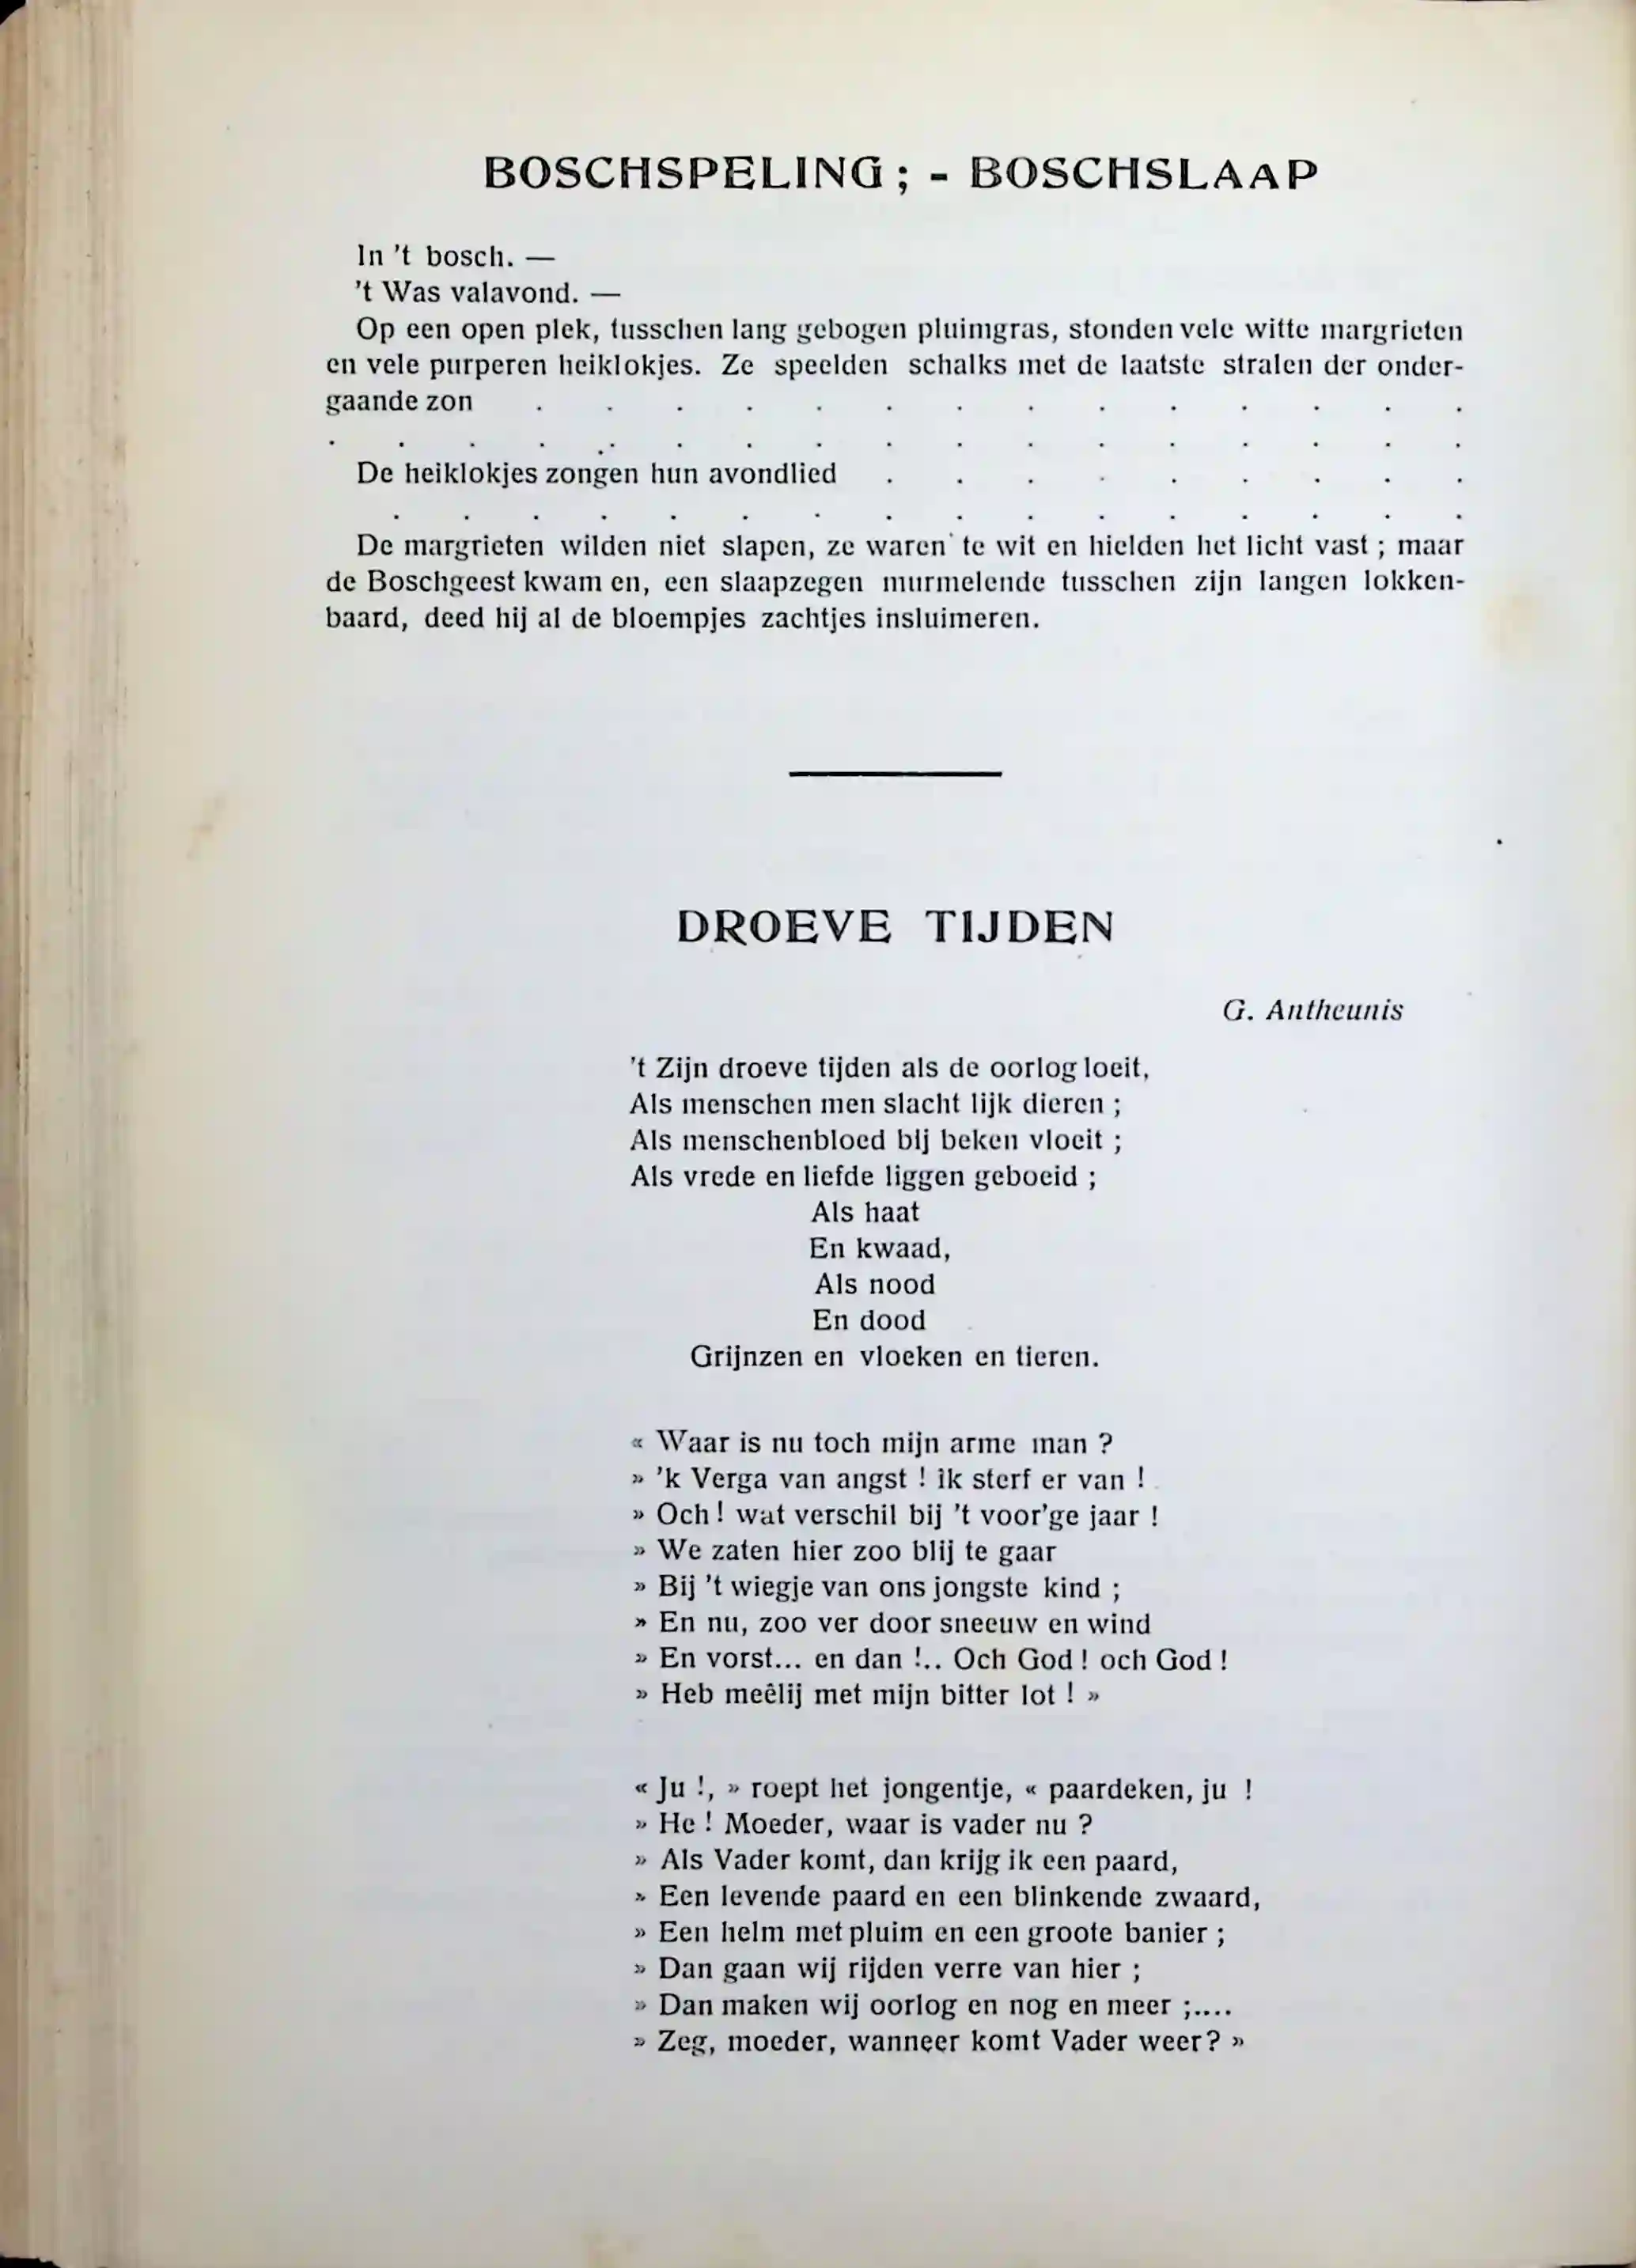 BOSCHSPELING ; - BOSCHSLAAP
In 't bosch. —
't Was valavond. —
Op een open plek, tusschen lang gebogen pluimgras, stonden vele witte margrieten
en vele purperen heiklokjes. Ze speelden schalks met de laatste stralen der onder-
gaande zon . . . . . . . . . . . . . .
. . . . . . . . . . . . . . . . .
De heiklokjes zongen hun avondlied . . . . . . . . .
. . . . . . . . . . . . . . . .
De margrieten wilden niet slapen, ze waren te wit en hielden het licht vast ; maar
de Boschgeest kwam en, een slaapzegen murmelende tusschen zijn langen lokken-
baard, deed hij al de bloempjes zachtjes insluimeren.
DROEVE TIJDEN
G. Antheunis
't Zijn droeve tijden als de oorlog loeit,
Als menschen men slacht lijk dieren ;
Als menschenbloed bij beken vloeit ;
Als vrede en liefde liggen geboeid ;
Als haat
En kwaad,
Als nood
En dood
Grijnzen en vloeken en tieren.
« Waar is nu toch mijn arme man ?
» 'k Verga van angst ! ik sterf er van !
» Och ! wat verschil bij 't voor'ge jaar !
» We zaten hier zoo blij te gaar
» Bij 't wiegje van ons jongste kind ;
» En nu, zoo ver door sneeuw en wind
» En vorst... en dan !.. Och God ! och God !
» Heb meêlij met mijn bitter lot ! »
« Ju !, » roept het jongentje, « paardeken, ju !
» He ! Moeder, waar is vader nu ?
» Als Vader komt, dan krijg ik een paard,
» Een levende paard en een blinkende zwaard,
» Een helm met pluim en een groote banier ;
» Dan gaan wij rijden verre van hier ;
» Dan maken wij oorlog en nog en meer ;....
» Zeg, moeder, wanneer komt Vader weer? »